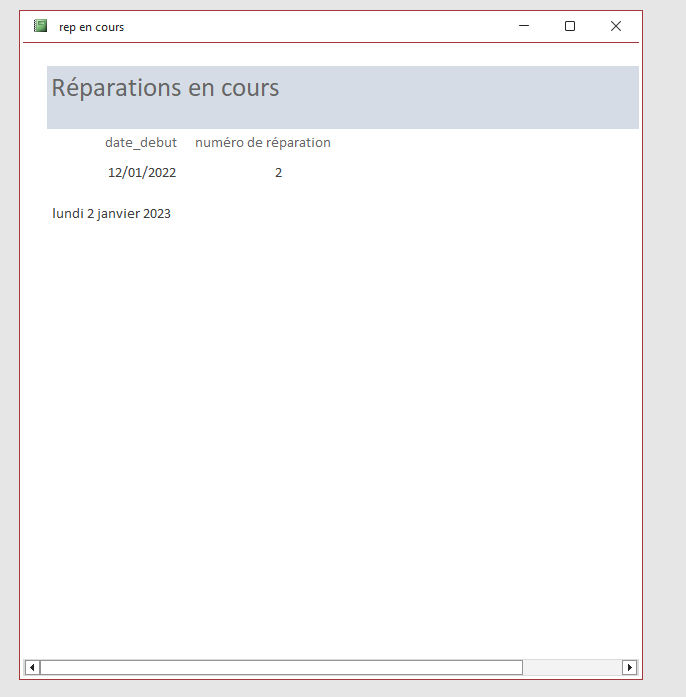 rep en cours
Réparations en cours
date_debut numéro de réparation
12/01/2022 2
lundi 2 janvier 2023